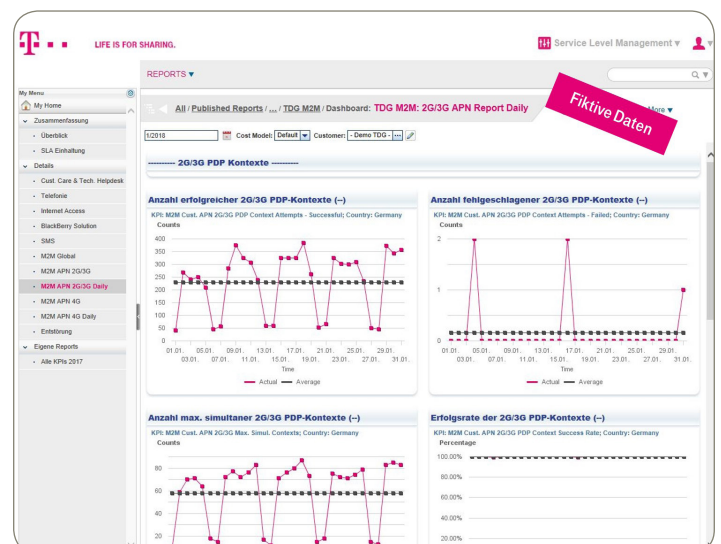 T
LIFE IS FOR SHARING.
Service Level Management
REPORTS
My Menu
My Home
Zusammenfassung
Überblick
SLA Einhaltung
Details
Cust. Care & Tech. Helpdesk
Telefonie
Internet Access
BlackBerry Solution
SMS
M2M Global
M2M APN 2G/3G
M2M APN 2G/3G Daily
M2M APN 4G
M2M APN 4G Daily
Entstörung
Eigene Reports
Alle KPIs 2017
All / Published Reports / ... / TDG M2M / Dashboard: TDG M2M: 2G/3G APN Report Daily
More
Fiktive Daten
1/2018 Cost Model: Default Customer: - Demo TDG - ...
---------- 2G/3G PDP Kontexte ----------
Anzahl erfolgreicher 2G/3G PDP-Kontexte (--)
KPI: M2M Cust. APN 2G/3G PDP Context Attempts - Successful; Country: Germany
Counts
400
350
300
250
200
150
100
50
0
01.01. 05.01. 09.01. 13.01. 17.01. 21.01. 25.01. 29.01.
03.01. 07.01. 11.01. 15.01. 19.01. 23.01. 27.01. 31.01.
Time
Actual Average
Anzahl fehlgeschlagener 2G/3G PDP-Kontexte (--)
KPI: M2M Cust. APN 2G/3G PDP Context Attempts - Failed; Country: Germany
Counts
2
1
0
01.01. 05.01. 09.01. 13.01. 17.01. 21.01. 25.01. 29.01.
03.01. 07.01. 11.01. 15.01. 19.01. 23.01. 27.01. 31.01.
Time
Actual Average
Anzahl max. simultaner 2G/3G PDP-Kontexte (--)
KPI: M2M Cust. APN 2G/3G Max. Simul. Contexts; Country: Germany
Counts
80
60
40
20
Erfolgsrate der 2G/3G PDP-Kontexte (--)
KPI: M2M Cust. APN 2G/3G PDP Context Success Rate; Country: Germany
Percentage
100.00%
80.00%
60.00%
40.00%
20.00%